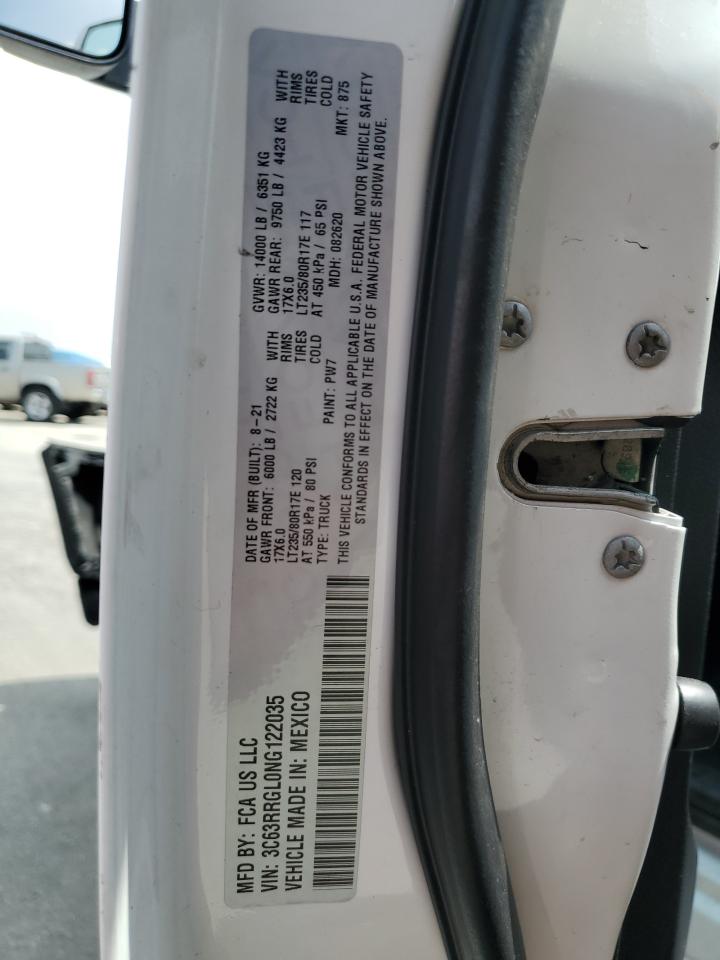 MFD BY: FCA US LLC
VIN: 3C63RRGL0NG122035
VEHICLE MADE IN: MEXICO
DATE OF MFR (BUILT): 8-21 GVWR: 14000 LB / 6351 KG
GAWR FRONT: 6000 LB / 2722 KG WITH GAWR REAR: 9750 LB / 4423 KG WITH
17X6.0 RIMS 17X6.0 RIMS
LT235/80R17E 120 TIRES LT235/80R17E 117 TIRES
AT 550 kPa / 80 PSI COLD AT 450 kPa / 65 PSI COLD
TYPE: TRUCK PAINT: PW7 MDH: 082620 MKT: 875
THIS VEHICLE CONFORMS TO ALL APPLICABLE U.S.A. FEDERAL MOTOR VEHICLE SAFETY
STANDARDS IN EFFECT ON THE DATE OF MANUFACTURE SHOWN ABOVE.